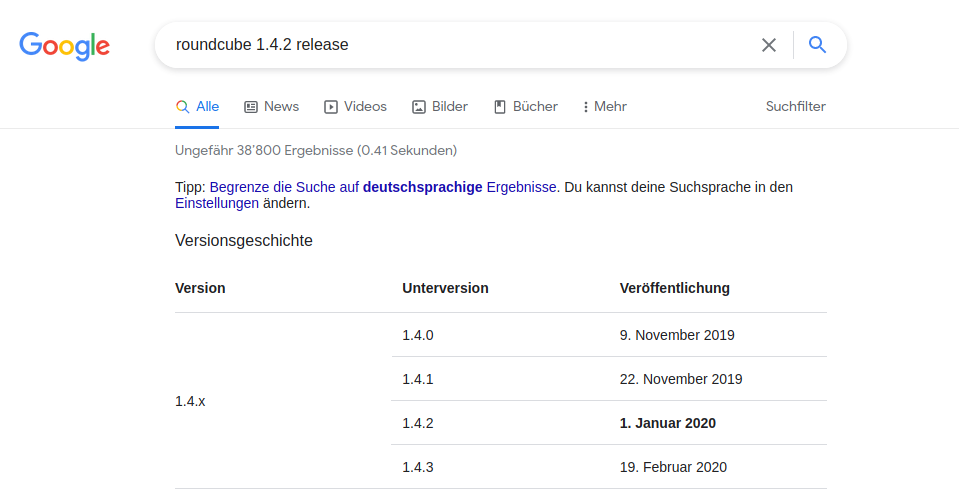 Google
roundcube 1.4.2 release
Alle News Videos Bilder Bücher Mehr Suchfilter
Ungefähr 38'800 Ergebnisse (0.41 Sekunden)
Tipp: Begrenze die Suche auf deutschsprachige Ergebnisse. Du kannst deine Suchsprache in den
Einstellungen ändern.
Versionsgeschichte
Version Unterversion Veröffentlichung
1.4.0 9. November 2019
1.4.1 22. November 2019
1.4.x
1.4.2 1. Januar 2020
1.4.3 19. Februar 2020